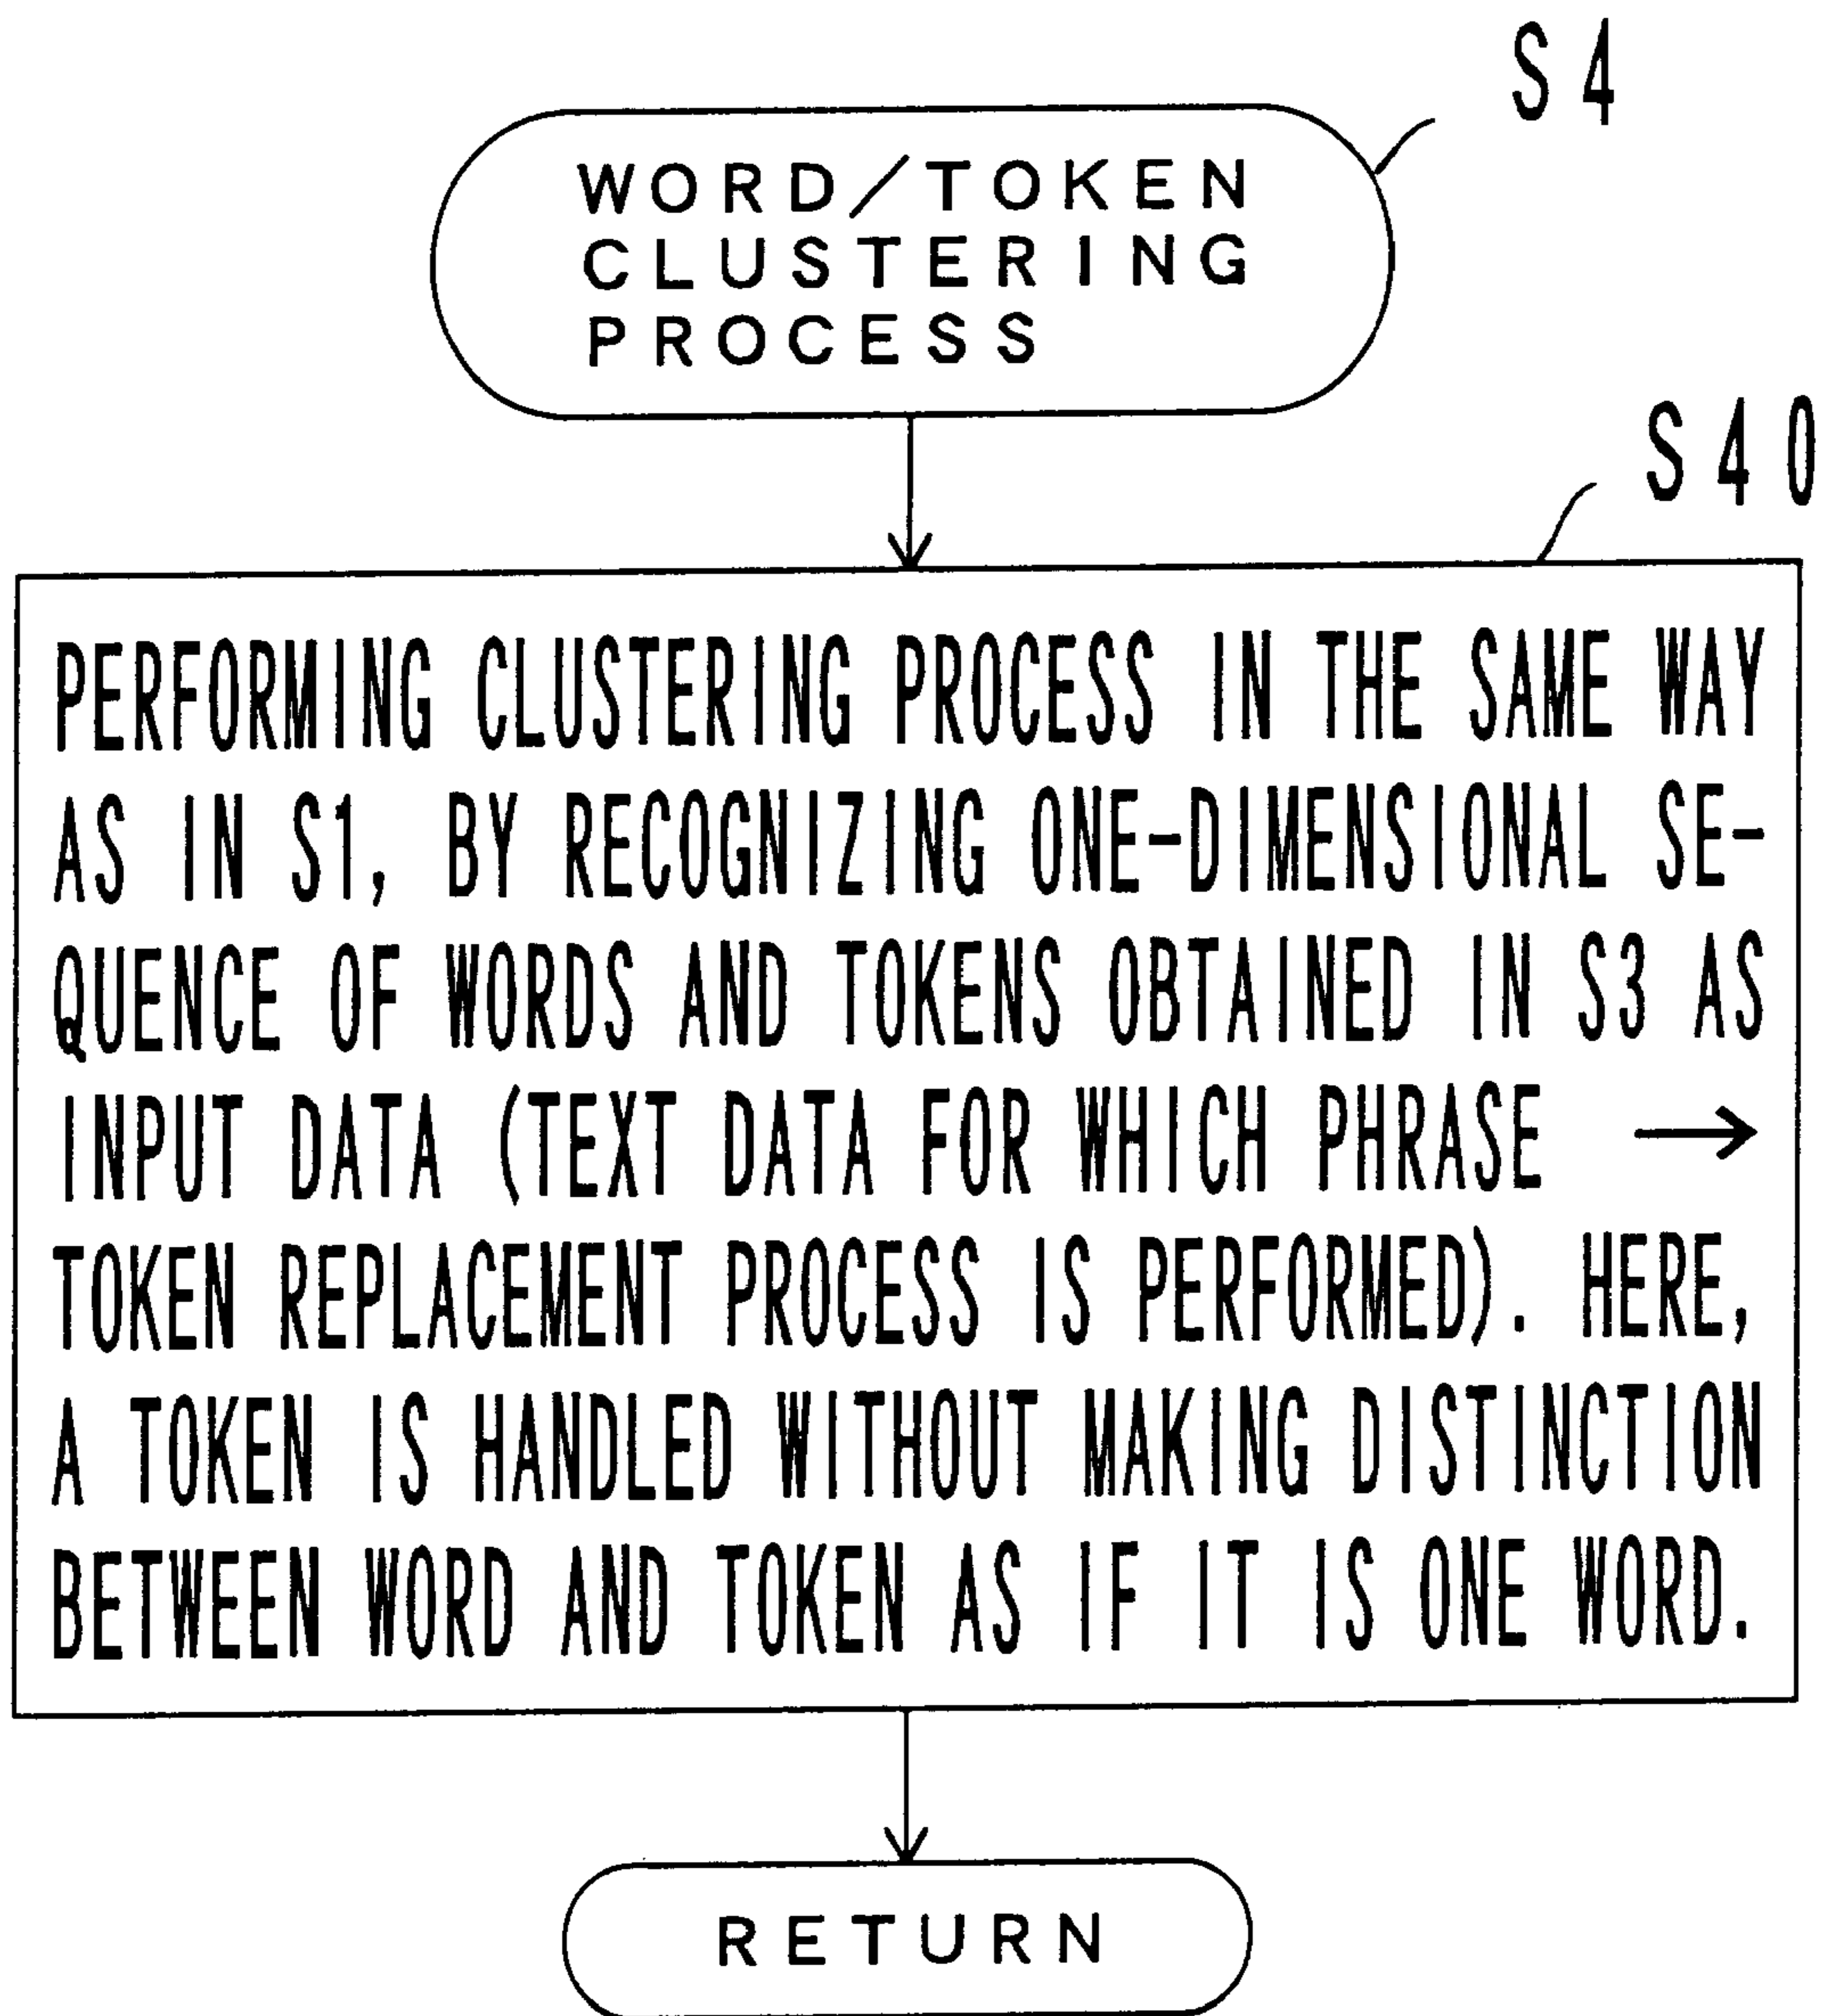 S4
WORD/TOKEN
CLUSTERING
PROCESS
S40
PERFORMING CLUSTERING PROCESS IN THE SAME WAY
AS IN S1, BY RECOGNIZING ONE-DIMENSIONAL SE-
QUENCE OF WORDS AND TOKENS OBTAINED IN S3 AS
INPUT DATA (TEXT DATA FOR WHICH PHRASE →
TOKEN REPLACEMENT PROCESS IS PERFORMED). HERE,
A TOKEN IS HANDLED WITHOUT MAKING DISTINCTION
BETWEEN WORD AND TOKEN AS IF IT IS ONE WORD.
RETURN